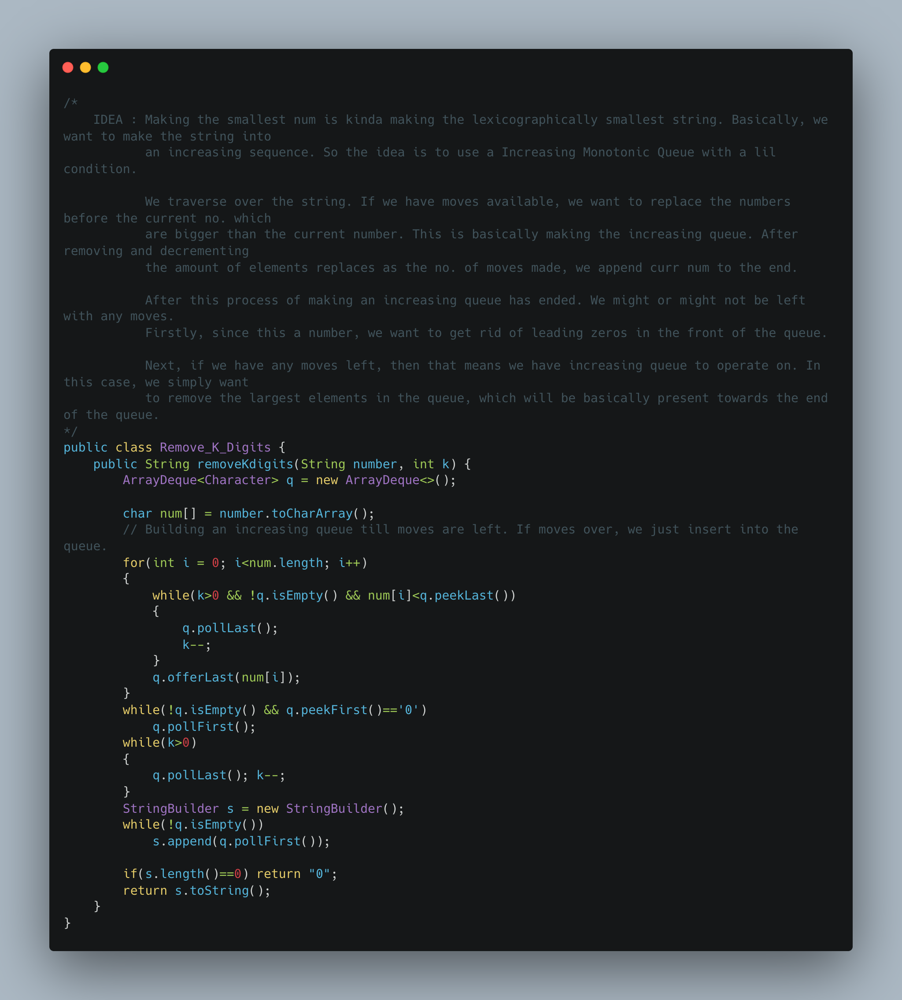 /*
    IDEA : Making the smallest num is kinda making the lexicographically smallest string. Basically, we
want to make the string into
           an increasing sequence. So the idea is to use a Increasing Monotonic Queue with a lil
condition.

           We traverse over the string. If we have moves available, we want to replace the numbers
before the current no. which
           are bigger than the current number. This is basically making the increasing queue. After
removing and decrementing
           the amount of elements replaces as the no. of moves made, we append curr num to the end.

           After this process of making an increasing queue has ended. We might or might not be left
with any moves.
           Firstly, since this a number, we want to get rid of leading zeros in the front of the queue.

           Next, if we have any moves left, then that means we have increasing queue to operate on. In
this case, we simply want
           to remove the largest elements in the queue, which will be basically present towards the end
of the queue.
*/
public class Remove_K_Digits {
    public String removeKdigits(String number, int k) {
        ArrayDeque<Character> q = new ArrayDeque<>();

        char num[] = number.toCharArray();
        // Building an increasing queue till moves are left. If moves over, we just insert into the
queue.
        for(int i = 0; i<num.length; i++)
        {
            while(k>0 && !q.isEmpty() && num[i]<q.peekLast())
            {
                q.pollLast();
                k--;
            }
            q.offerLast(num[i]);
        }
        while(!q.isEmpty() && q.peekFirst()=='0')
            q.pollFirst();
        while(k>0)
        {
            q.pollLast(); k--;
        }
        StringBuilder s = new StringBuilder();
        while(!q.isEmpty())
            s.append(q.pollFirst());

        if(s.length()==0) return "0";
        return s.toString();
    }
}